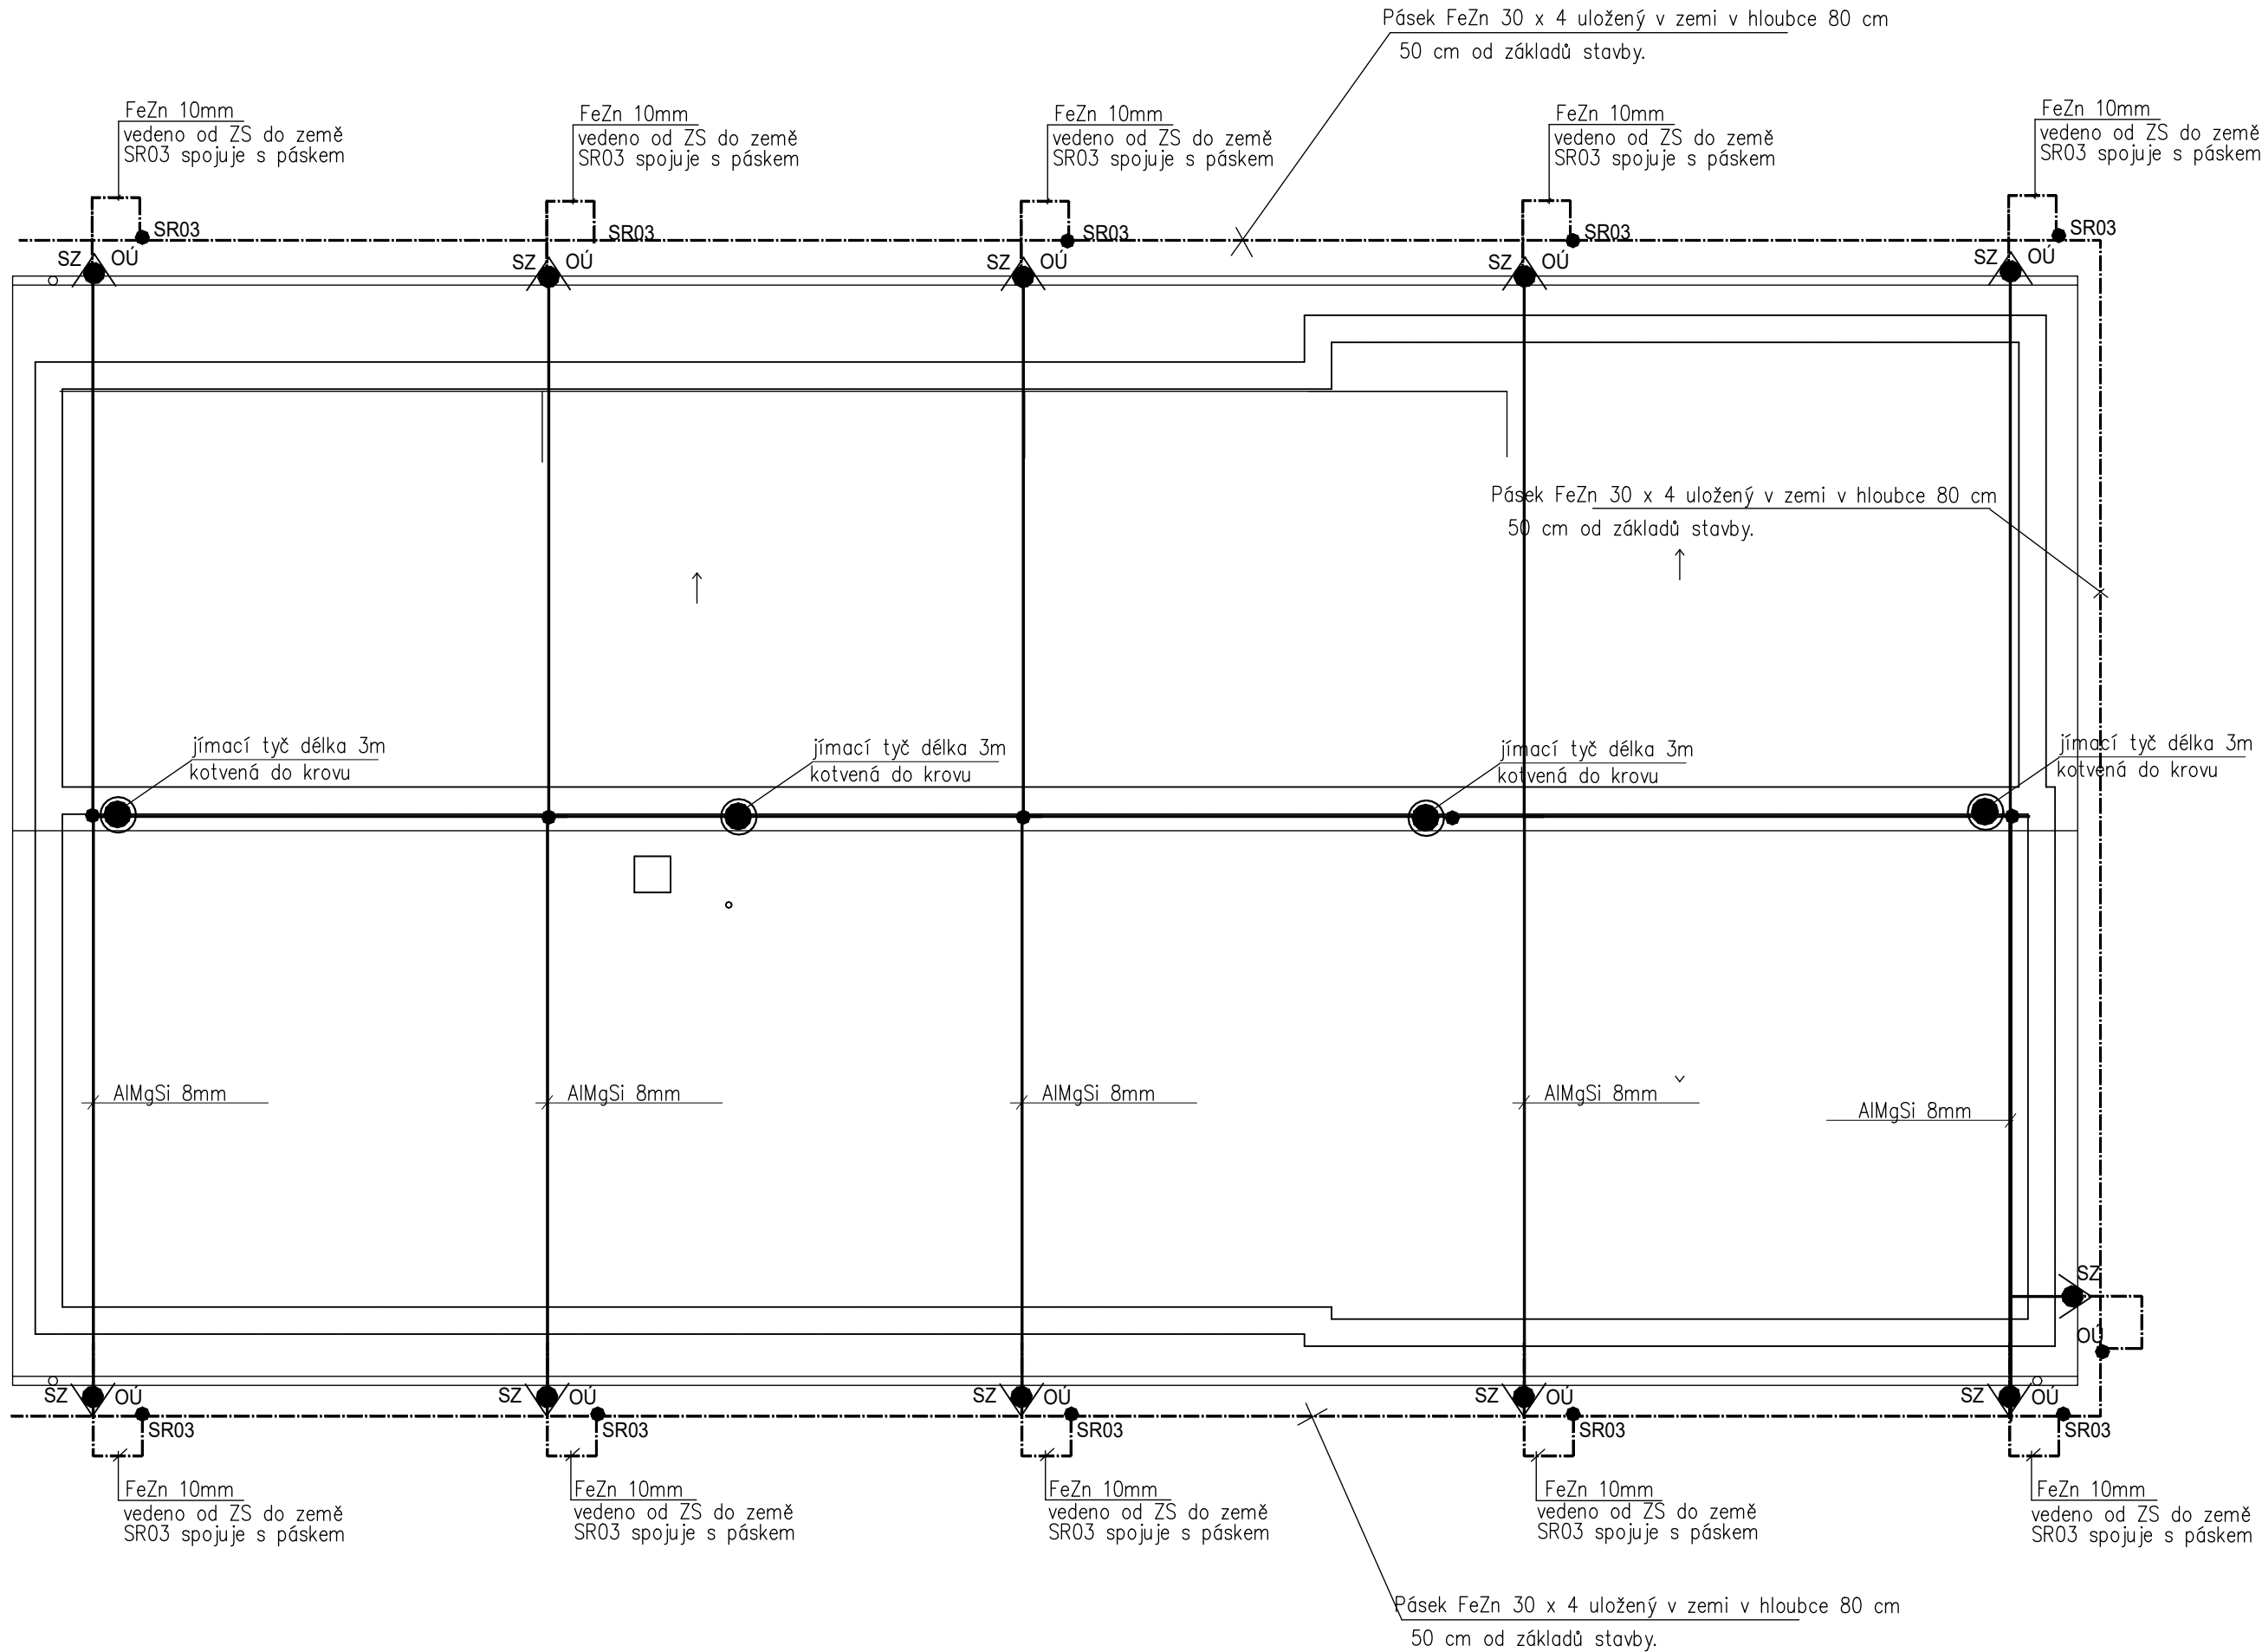 Pásek FeZn 30 x 4 uložený v zemi v hloubce 80 cm
50 cm od základů stavby.
FeZn 10mm
vedeno od ZS do země
SR03 spojuje s páskem
FeZn 10mm
vedeno od ZS do země
SR03 spojuje s páskem
FeZn 10mm
vedeno od ZS do země
SR03 spojuje s páskem
FeZn 10mm
vedeno od ZS do země
SR03 spojuje s páskem
FeZn 10mm
vedeno od ZS do země
SR03 spojuje s páskem
SR03
SR03
SR03
SR03
SR03
SZ OÚ
SZ OÚ
SZ OÚ
SZ OÚ
SZ OÚ
Pásek FeZn 30 x 4 uložený v zemi v hloubce 80 cm
50 cm od základů stavby.
jímací tyč délka 3m
kotvená do krovu
jímací tyč délka 3m
kotvená do krovu
jímací tyč délka 3m
kotvená do krovu
jímací tyč délka 3m
kotvená do krovu
AlMgSi 8mm
AlMgSi 8mm
AlMgSi 8mm
AlMgSi 8mm
AlMgSi 8mm
SZ
OÚ
SZ OÚ
SZ OÚ
SZ OÚ
SZ OÚ
SZ OÚ
SR03
SR03
SR03
SR03
SR03
FeZn 10mm
vedeno od ZS do země
SR03 spojuje s páskem
FeZn 10mm
vedeno od ZS do země
SR03 spojuje s páskem
FeZn 10mm
vedeno od ZS do země
SR03 spojuje s páskem
FeZn 10mm
vedeno od ZS do země
SR03 spojuje s páskem
FeZn 10mm
vedeno od ZS do země
SR03 spojuje s páskem
Pásek FeZn 30 x 4 uložený v zemi v hloubce 80 cm
50 cm od základů stavby.